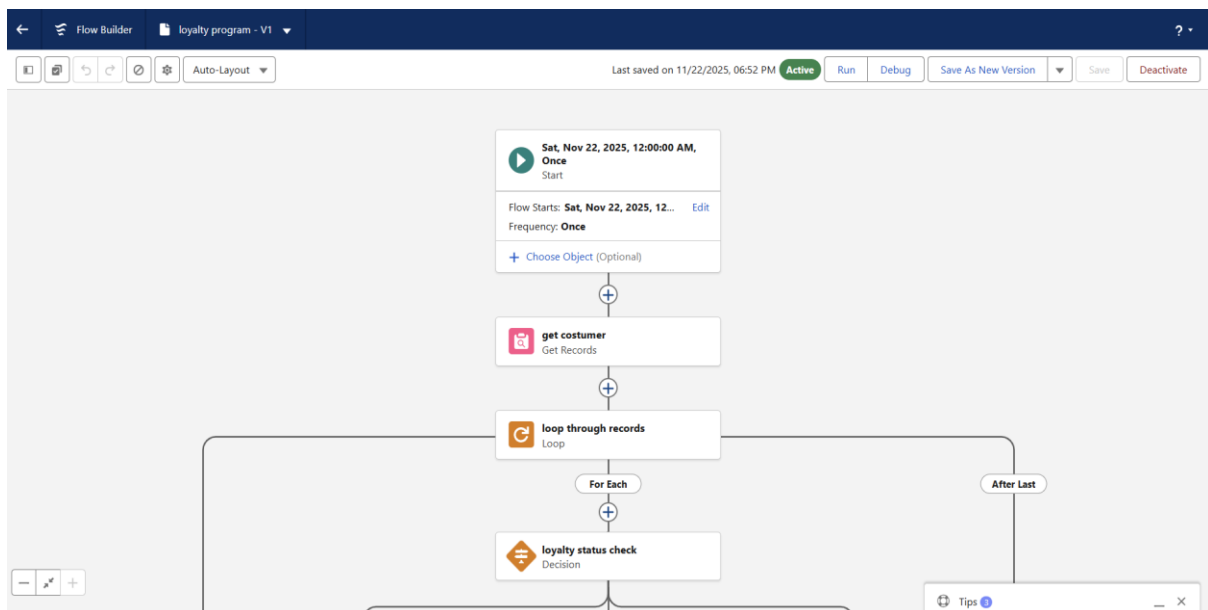 Flow Builder
loyalty program - V1
? 
Auto-Layout
Last saved on 11/22/2025, 06:52 PM
Active
Run
Debug
Save As New Version
Save
Deactivate
Sat, Nov 22, 2025, 12:00:00 AM,
Once
Start
Flow Starts: Sat, Nov 22, 2025, 12...
Edit
Frequency: Once
+ Choose Object (Optional)
get costumer
Get Records
loop through records
Loop
For Each
After Last
loyalty status check
Decision
Tips 3